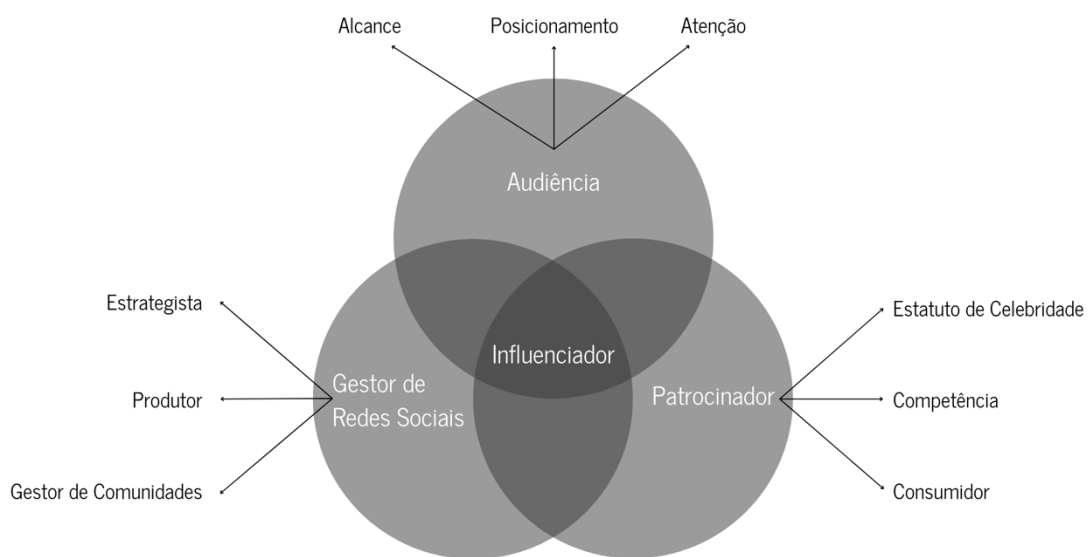 Alcance
Posicionamento
Atenção
Audiência
Estrategista
Produtor
Gestor de Comunidades
Gestor de
Redes Sociais
Influenciador
Patrocinador
Estatuto de Celebridade
Competência
Consumidor